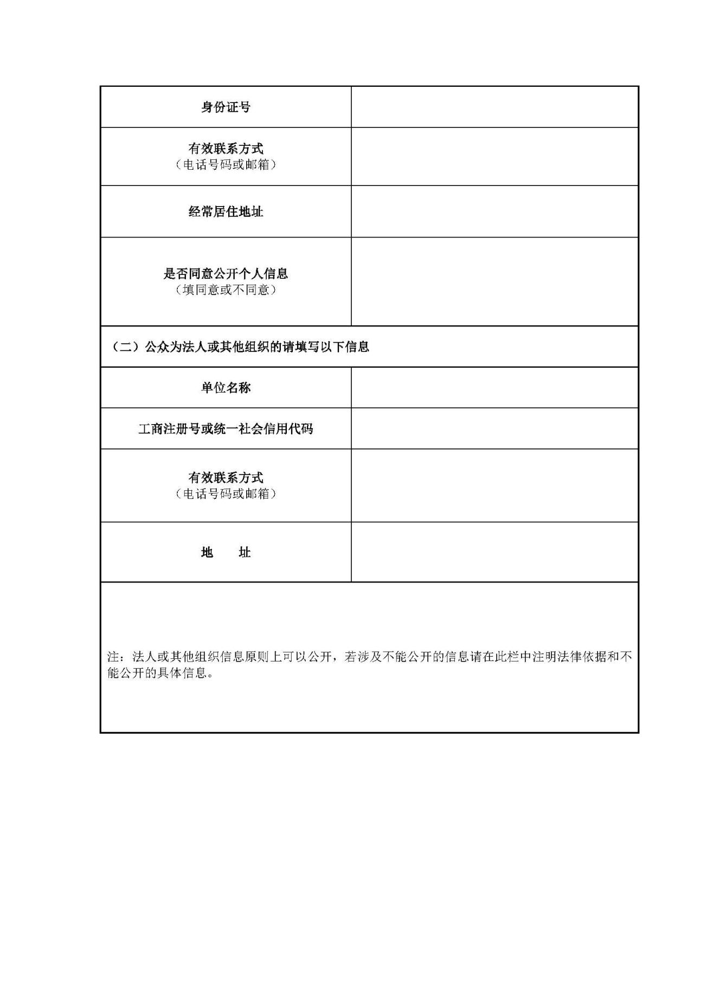 身份证号
有效联系方式
（电话号码或邮箱）
经常居住地址
是否同意公开个人信息
（填同意或不同意）
（二）公众为法人或其他组织的请填写以下信息
单位名称
工商注册号或统一社会信用代码
有效联系方式
（电话号码或邮箱）
地　　址
注：法人或其他组织信息原则上可以公开，若涉及不能公开的信息请在此栏中注明法律依据和不
能公开的具体信息。